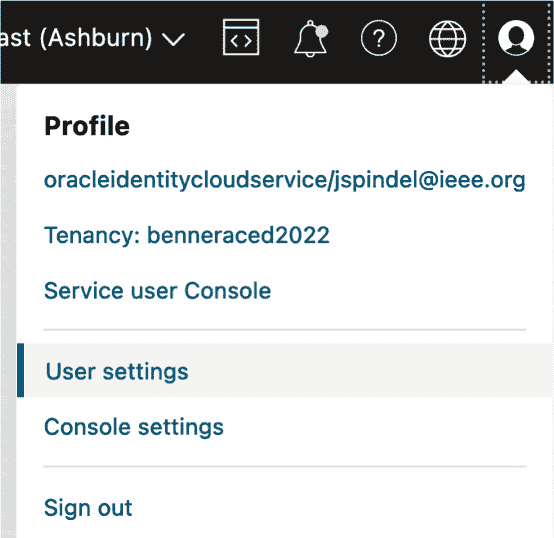 ast (Ashburn)
Profile
oracleidentitycloudservice/jspindel@ieee.org
Tenancy: benneraced2022
Service user Console
User settings
Console settings
Sign out